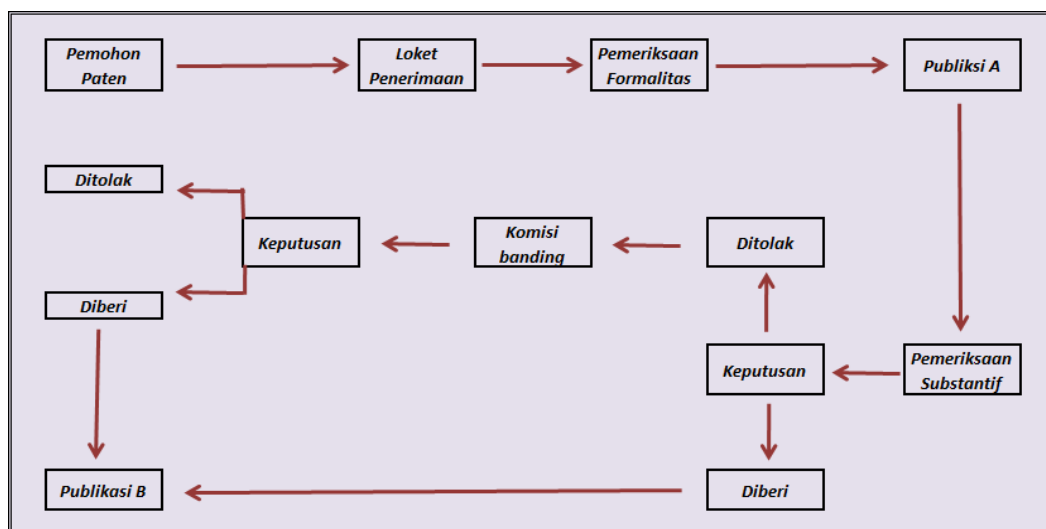 Pemohon
Paten
Loket
Penerimaan
Pemeriksaan
Formalitas
Publiksi A
Ditolak
Keputusan
Komisi
banding
Ditolak
Diberi
Keputusan
Pemeriksaan
Substantif
Publikasi B
Diberi